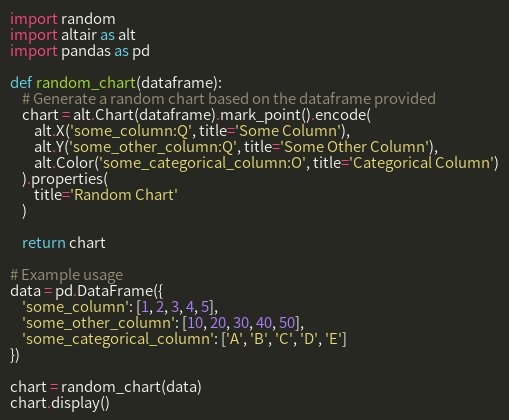 import random
import altair as alt
import pandas as pd

def random_chart(dataframe):
    # Generate a random chart based on the dataframe provided
    chart = alt.Chart(dataframe).mark_point().encode(
        alt.X('some_column:Q', title='Some Column'),
        alt.Y('some_other_column:Q', title='Some Other Column'),
        alt.Color('some_categorical_column:O', title='Categorical Column')
    ).properties(
        title='Random Chart'
    )

    return chart

# Example usage
data = pd.DataFrame({
    'some_column': [1, 2, 3, 4, 5],
    'some_other_column': [10, 20, 30, 40, 50],
    'some_categorical_column': ['A', 'B', 'C', 'D', 'E']
})

chart = random_chart(data)
chart.display()